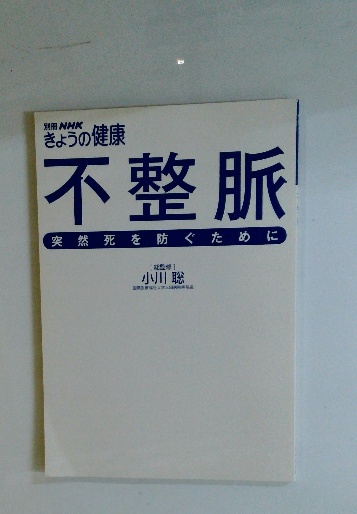 別冊NHK
きょうの健康
不整脈
突然死を防ぐために
総監修｜
小川 聡